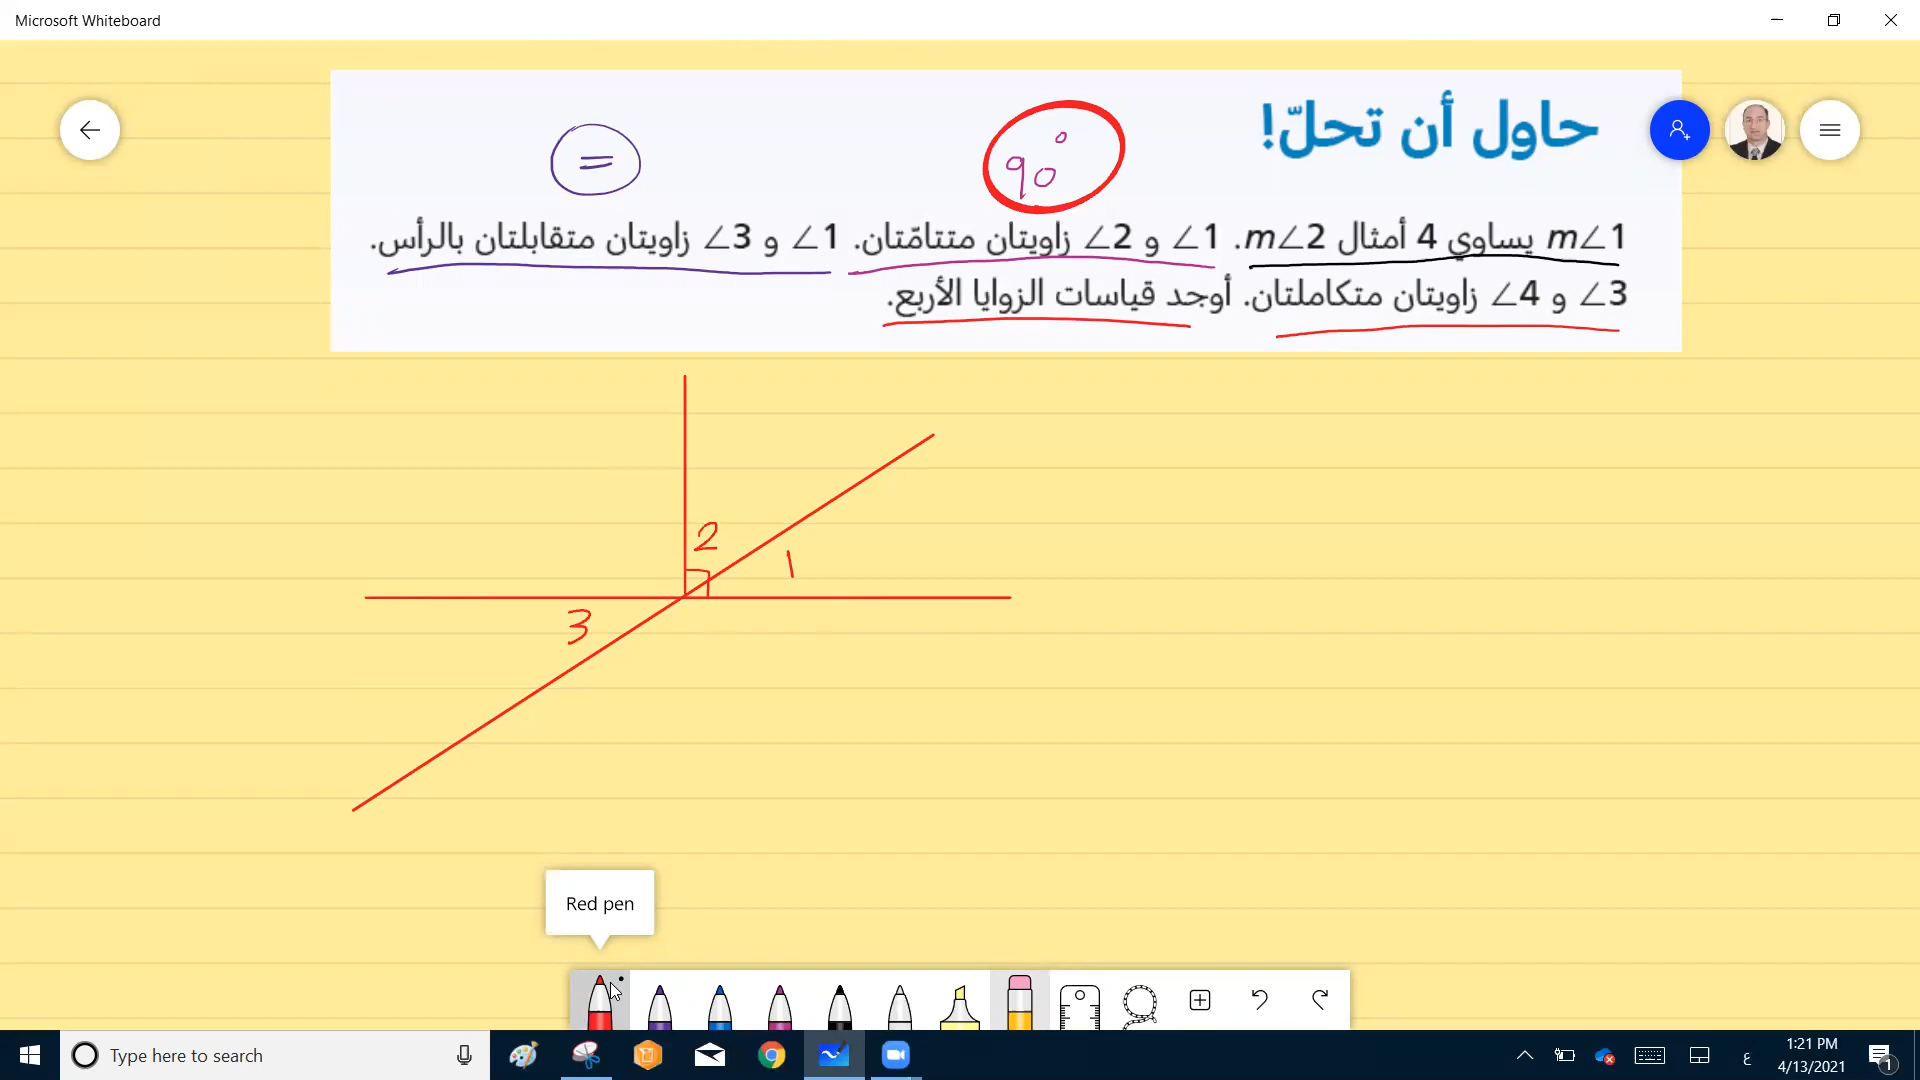 Microsoft Whiteboard
حاول أن تحلّ!
=
90°
m∠1 يساوي 4 أمثال m∠2. ∠1 و ∠2 زاويتان متتامّتان. ∠1 و ∠3 زاويتان متقابلتان بالرأس.
∠3 و ∠4 زاويتان متكاملتان. أوجد قياسات الزوايا الأربع.
2
1
3
Red pen
Type here to search
ع
1:21 PM
4/13/2021
1